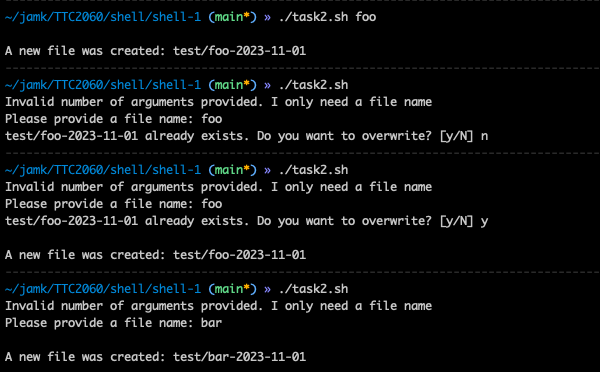 ~/jamk/TTC2060/shell/shell-1 (main*) » ./task2.sh foo
A new file was created: test/foo-2023-11-01
~/jamk/TTC2060/shell/shell-1 (main*) » ./task2.sh
Invalid number of arguments provided. I only need a file name
Please provide a file name: foo
test/foo-2023-11-01 already exists. Do you want to overwrite? [y/N] n
~/jamk/TTC2060/shell/shell-1 (main*) » ./task2.sh
Invalid number of arguments provided. I only need a file name
Please provide a file name: foo
test/foo-2023-11-01 already exists. Do you want to overwrite? [y/N] y
A new file was created: test/foo-2023-11-01
~/jamk/TTC2060/shell/shell-1 (main*) » ./task2.sh
Invalid number of arguments provided. I only need a file name
Please provide a file name: bar
A new file was created: test/bar-2023-11-01